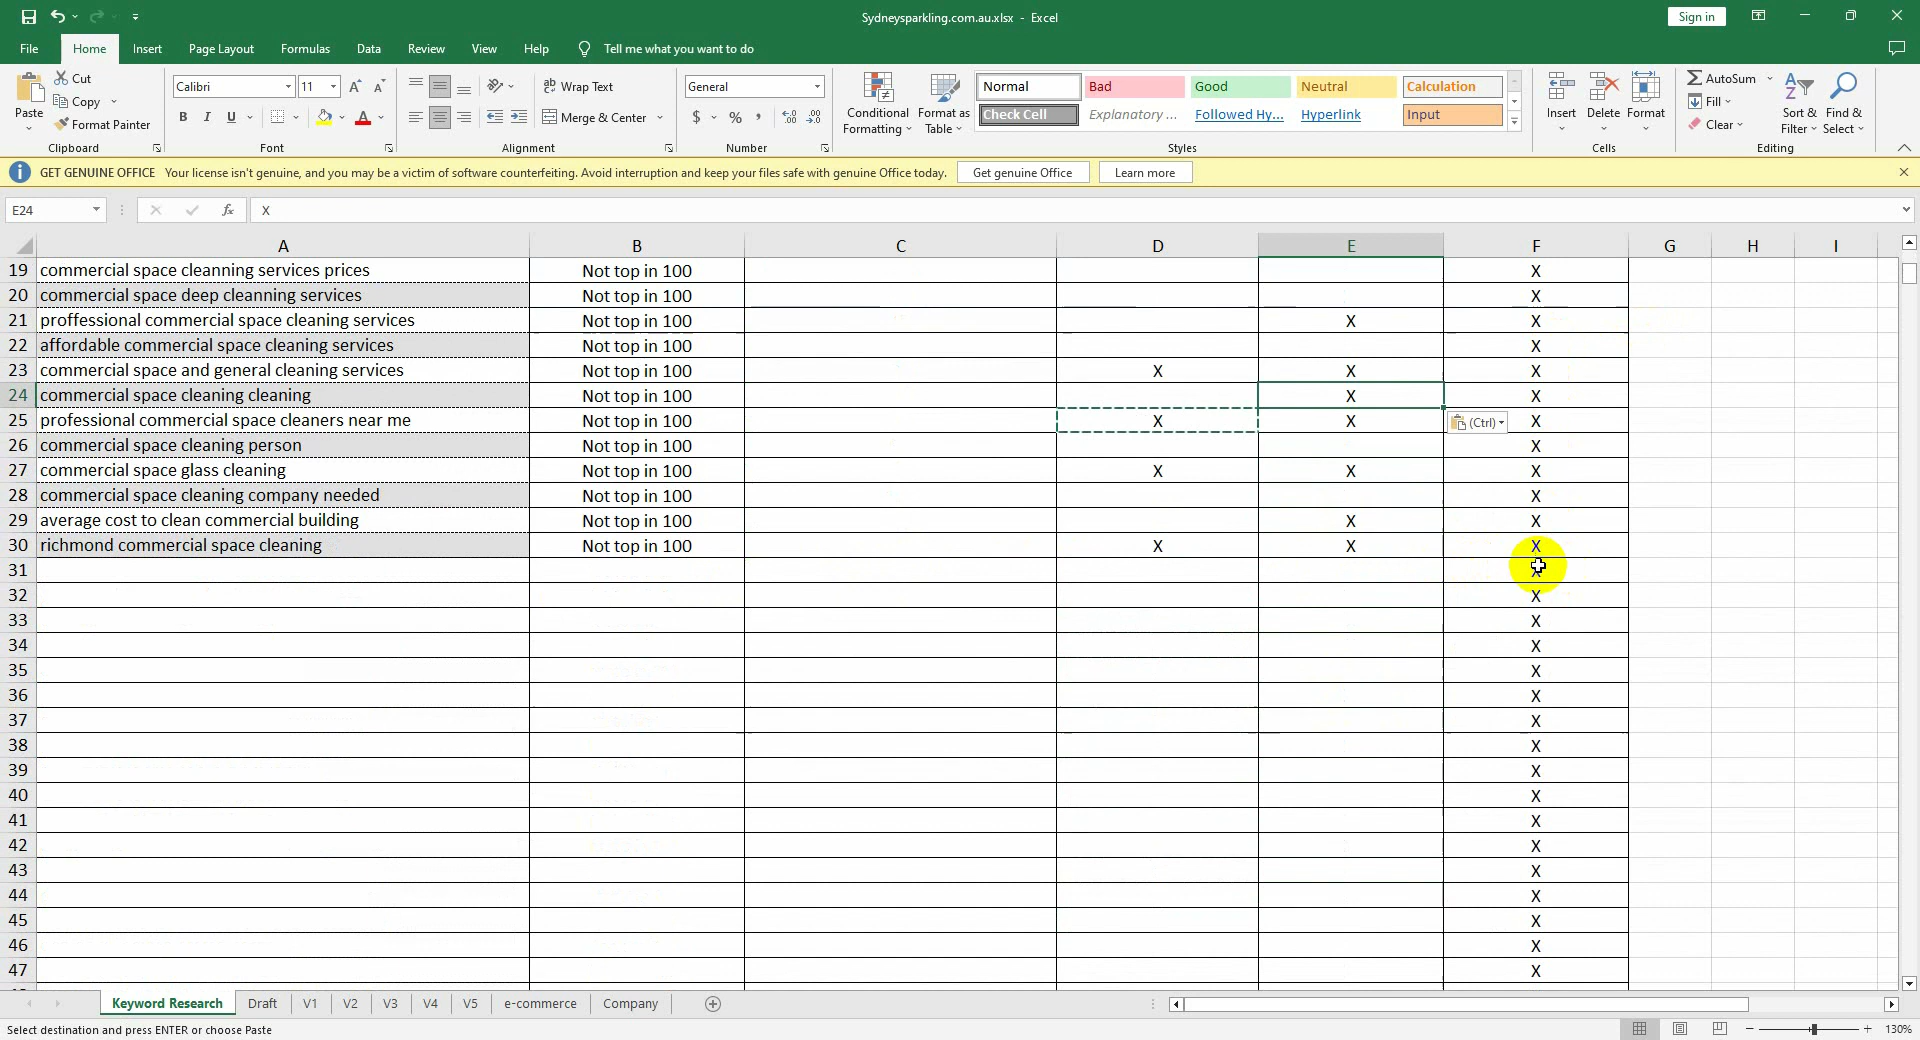 Sydneysparkling.com.au.xlsx - Excel
Sign in
File Home Insert Page Layout Formulas Data Review View Help Tell me what you want to do
Paste
Cut
Copy
Format Painter
Clipboard
Calibri 11
B I U
Font
Wrap Text
Merge & Center
Alignment
General
$ % ,
Number
Conditional Formatting
Format as Table
Normal Bad Good Neutral Calculation
Check Cell Explanatory ... Followed Hy... Hyperlink Input
Styles
Insert Delete Format
Cells
AutoSum
Fill
Clear
Sort & Filter
Find & Select
Editing
GET GENUINE OFFICE Your license isn't genuine, and you may be a victim of software counterfeiting. Avoid interruption and keep your files safe with genuine Office today. Get genuine Office Learn more
E24 fx X
A B C D E F G H I
19 commercial space cleanning services prices Not top in 100 X
20 commercial space deep cleanning services Not top in 100 X
21 proffessional commercial space cleaning services Not top in 100 X X
22 affordable commercial space cleaning services Not top in 100 X
23 commercial space and general cleaning services Not top in 100 X X X
24 commercial space cleaning cleaning Not top in 100 X X
25 professional commercial space cleaners near me Not top in 100 X X (Ctrl) X
26 commercial space cleaning person Not top in 100 X
27 commercial space glass cleaning Not top in 100 X X X
28 commercial space cleaning company needed Not top in 100 X
29 average cost to clean commercial building Not top in 100 X X
30 richmond commercial space cleaning Not top in 100 X X X
31 X
32 X
33 X
34 X
35 X
36 X
37 X
38 X
39 X
40 X
41 X
42 X
43 X
44 X
45 X
46 X
47 X
Keyword Research Draft V1 V2 V3 V4 V5 e-commerce Company
Select destination and press ENTER or choose Paste
130%